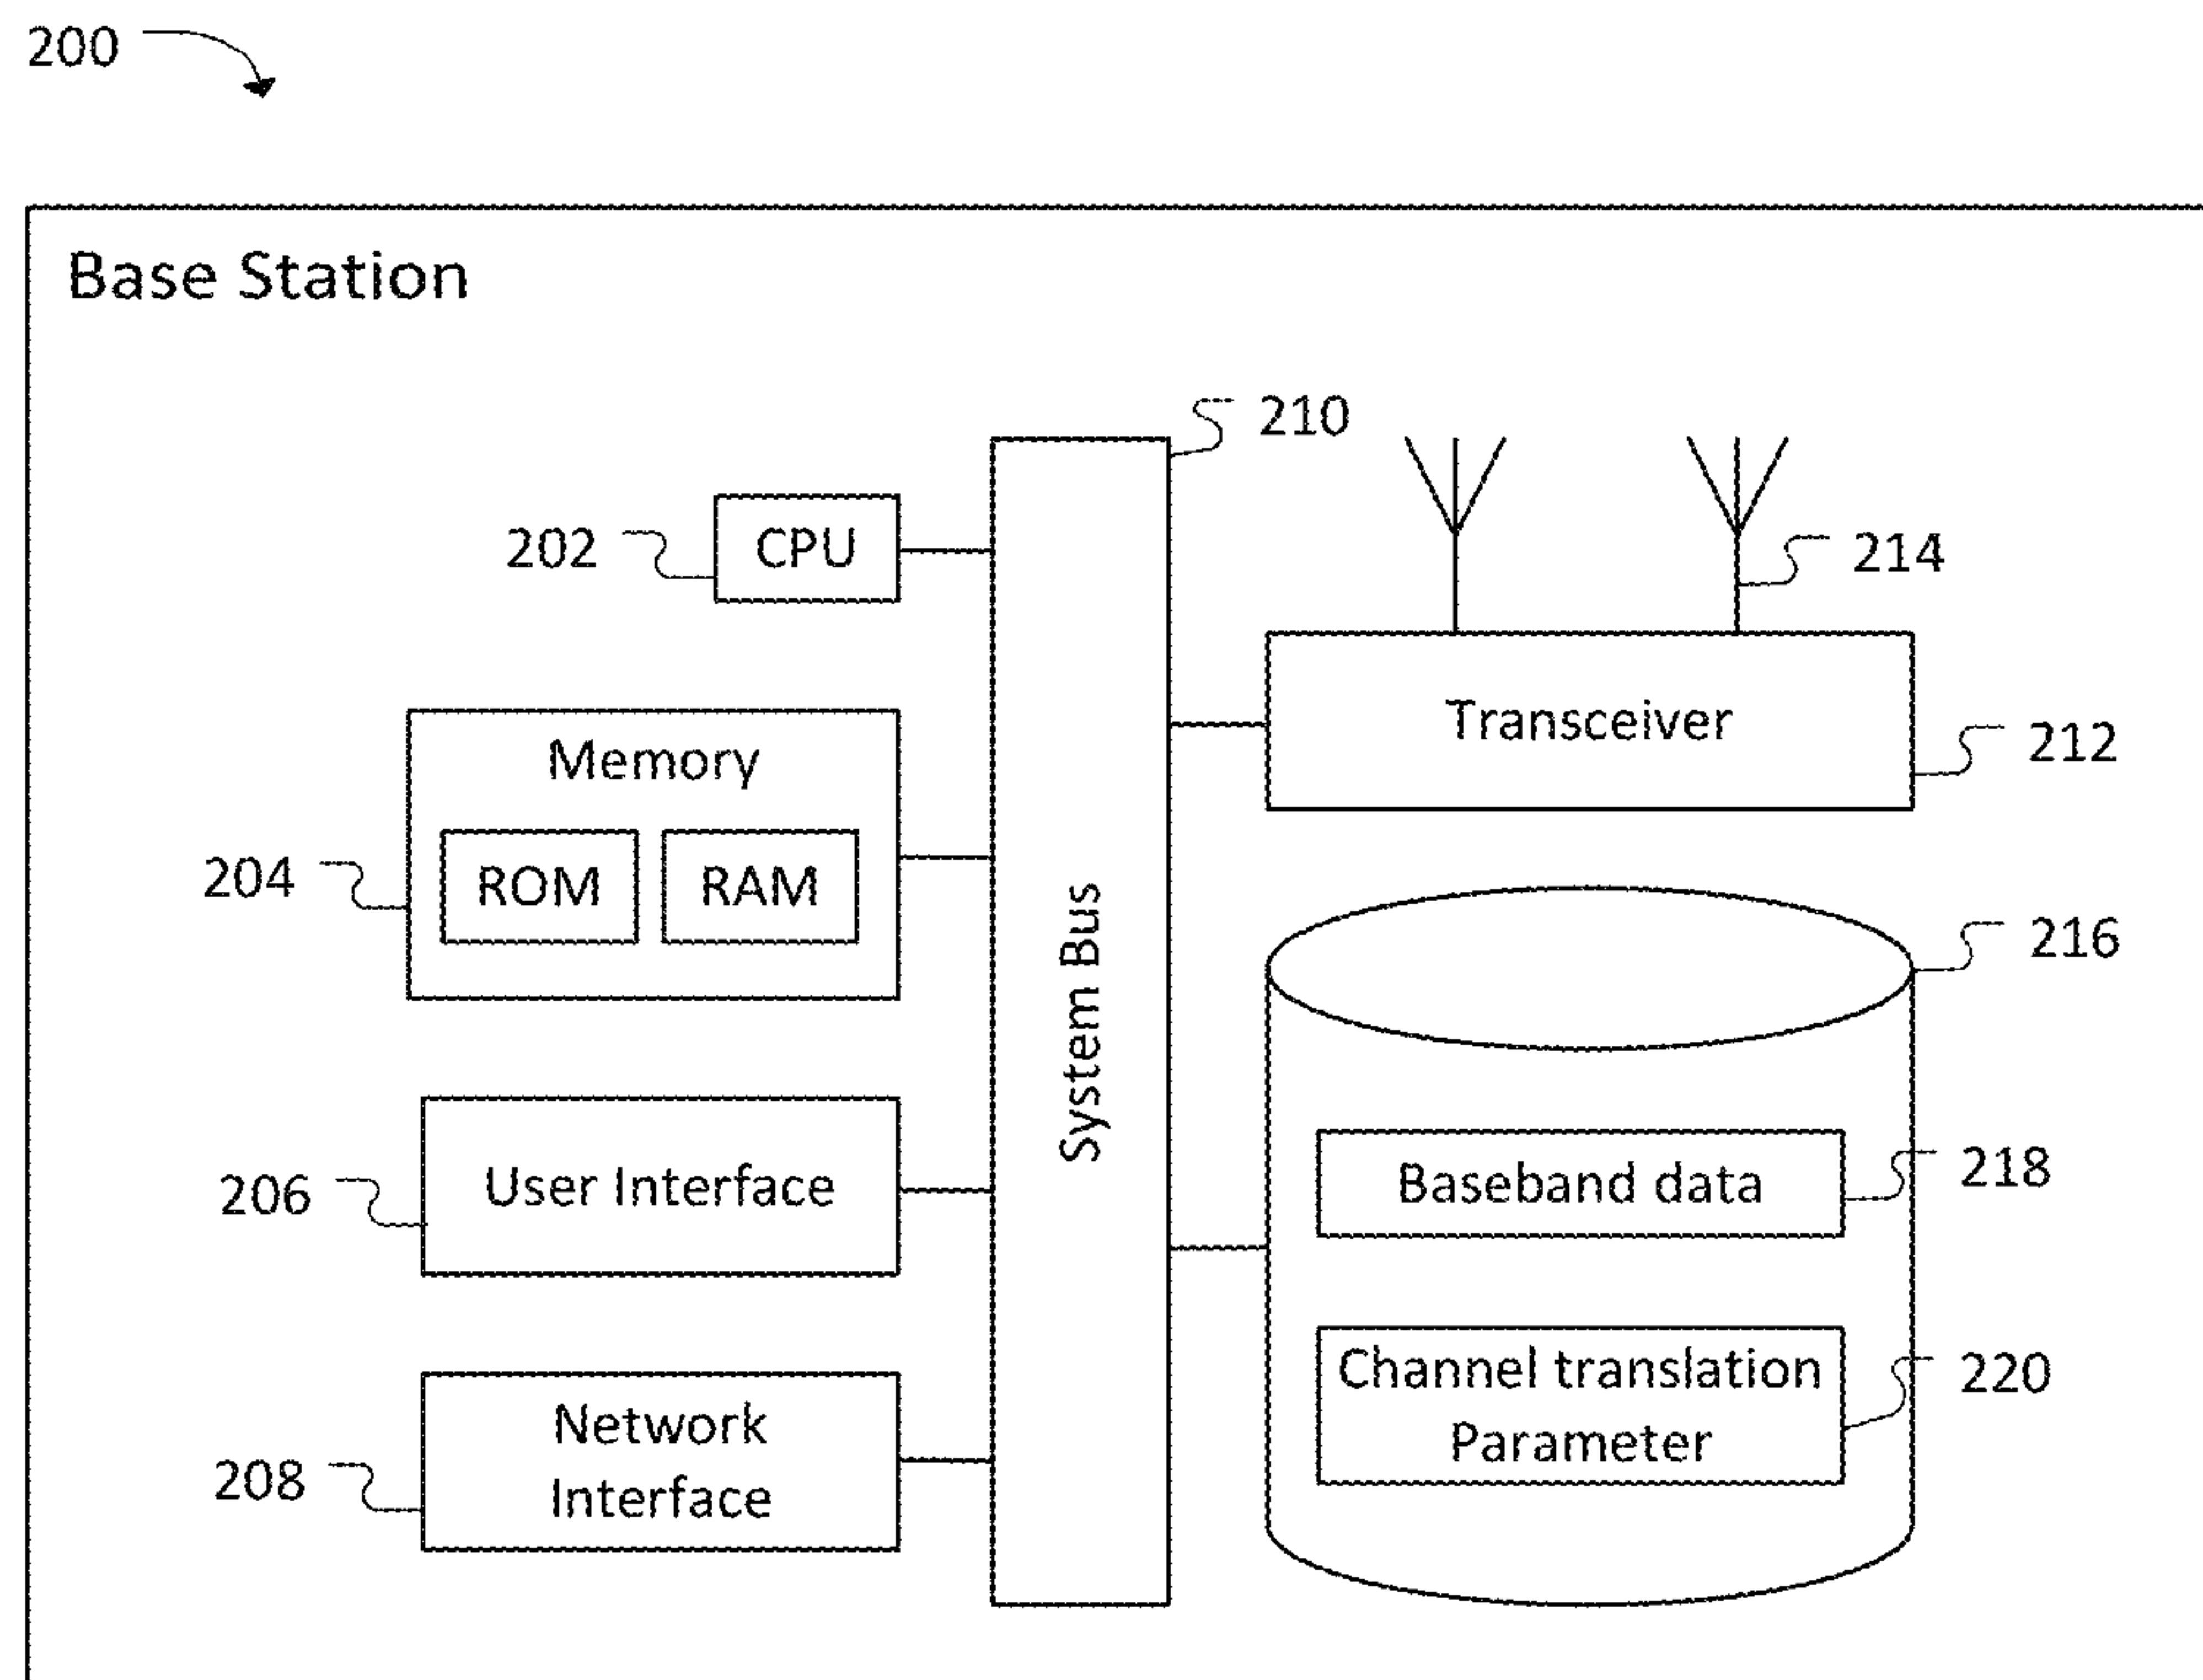 200
Base Station
210
202
CPU
214
Transceiver
212
Memory
204
ROM
RAM
216
System Bus
206
User Interface
Baseband data
218
208
Network
Interface
Channel translation
Parameter
220